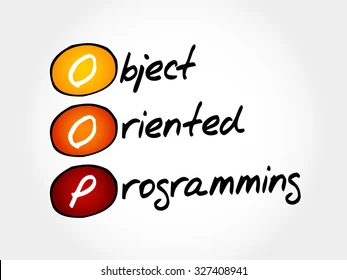 Object
Oriented
Programming
shutterstock.com · 327408941